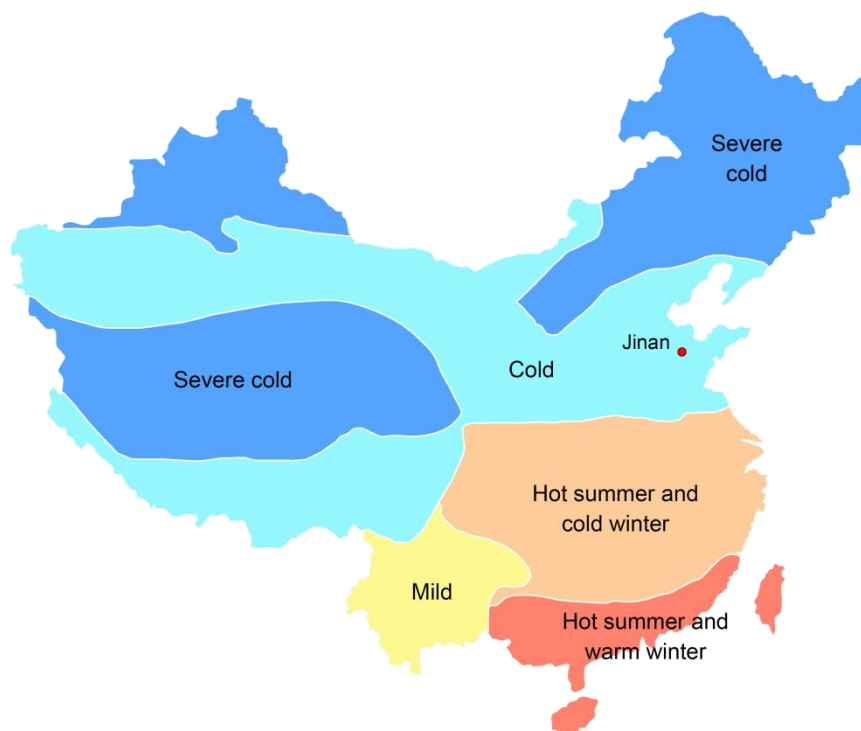 Severe
cold
Jinan
Cold
Severe cold
Hot summer and
cold winter
Mild
Hot summer and
warm winter